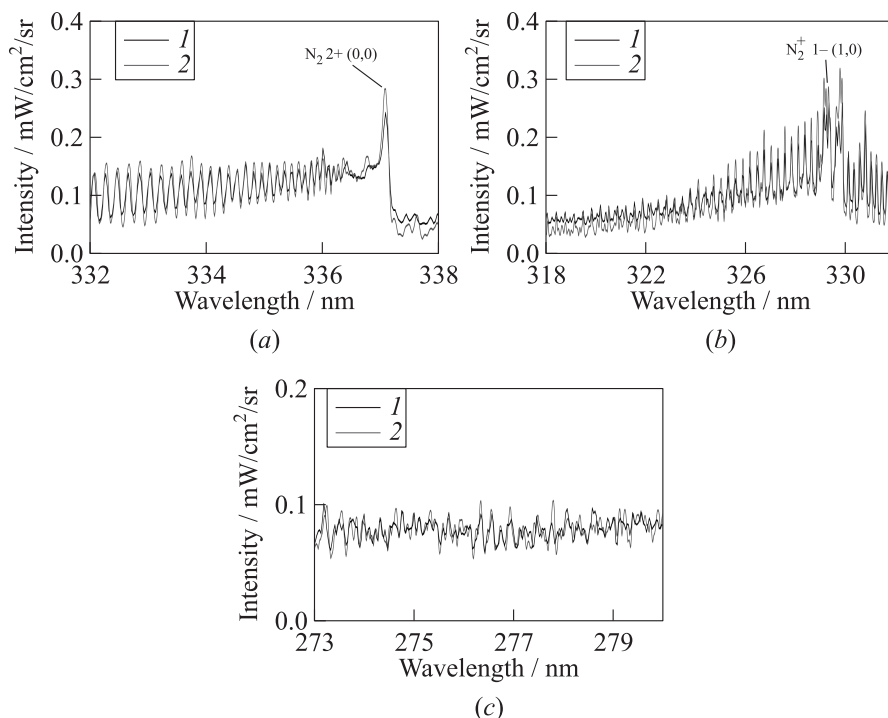 0.4
0.3
0.2
0.1
0.0
Intensity / mW/cm²/sr
1
2
N₂ 2+ (0,0)
332 334 336 338
Wavelength / nm
(a)
0.4
0.3
0.2
0.1
0.0
Intensity / mW/cm²/sr
1
2
N₂⁺ 1– (1,0)
318 322 326 330
Wavelength / nm
(b)
0.2
0.1
0.0
Intensity / mW/cm²/sr
1
2
273 275 277 279
Wavelength / nm
(c)